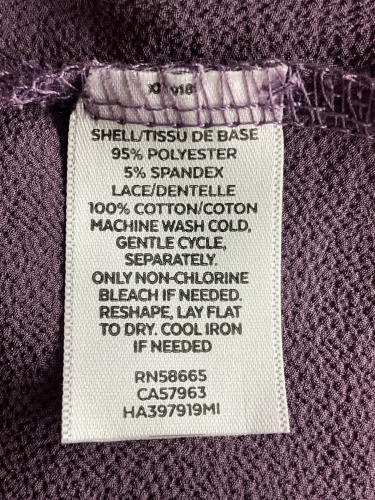 SHELL/TISSU DE BASE
95% POLYESTER
5% SPANDEX
LACE/DENTELLE
100% COTTON/COTON
MACHINE WASH COLD,
GENTLE CYCLE,
SEPARATELY.
ONLY NON-CHLORINE
BLEACH IF NEEDED.
RESHAPE, LAY FLAT
TO DRY. COOL IRON
IF NEEDED
RN58665
CA57963
HA397919MI